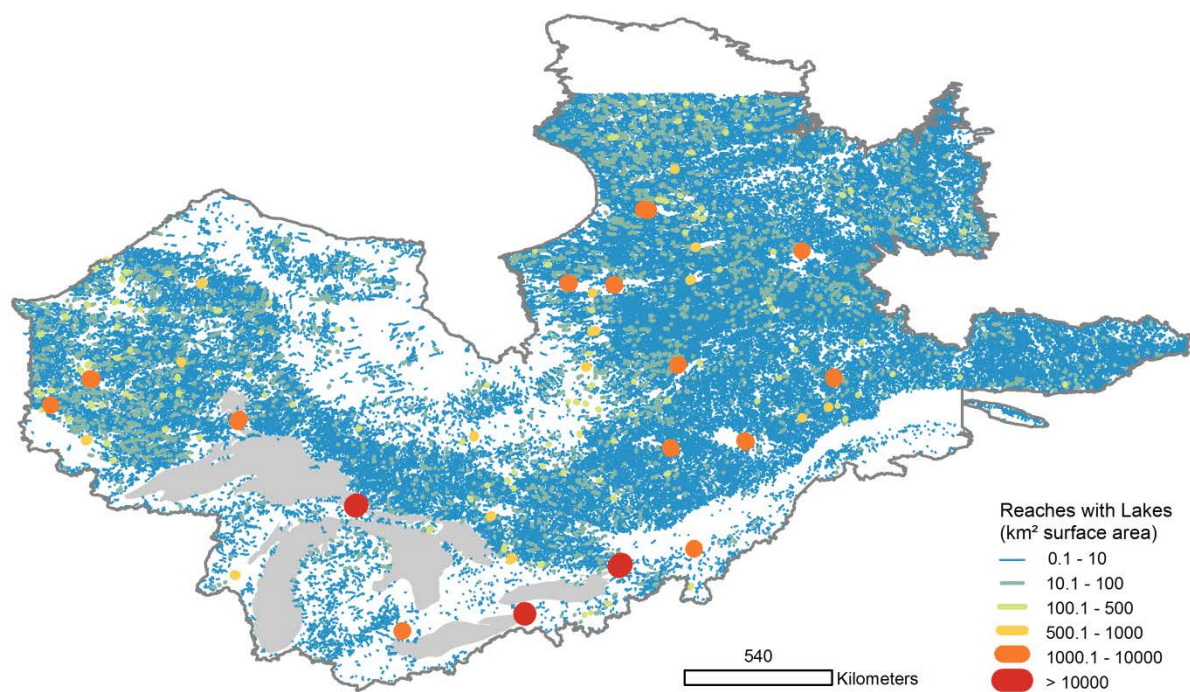 Reaches with Lakes
(km² surface area)
0.1 - 10
10.1 - 100
100.1 - 500
500.1 - 1000
1000.1 - 10000
> 10000
540
Kilometers